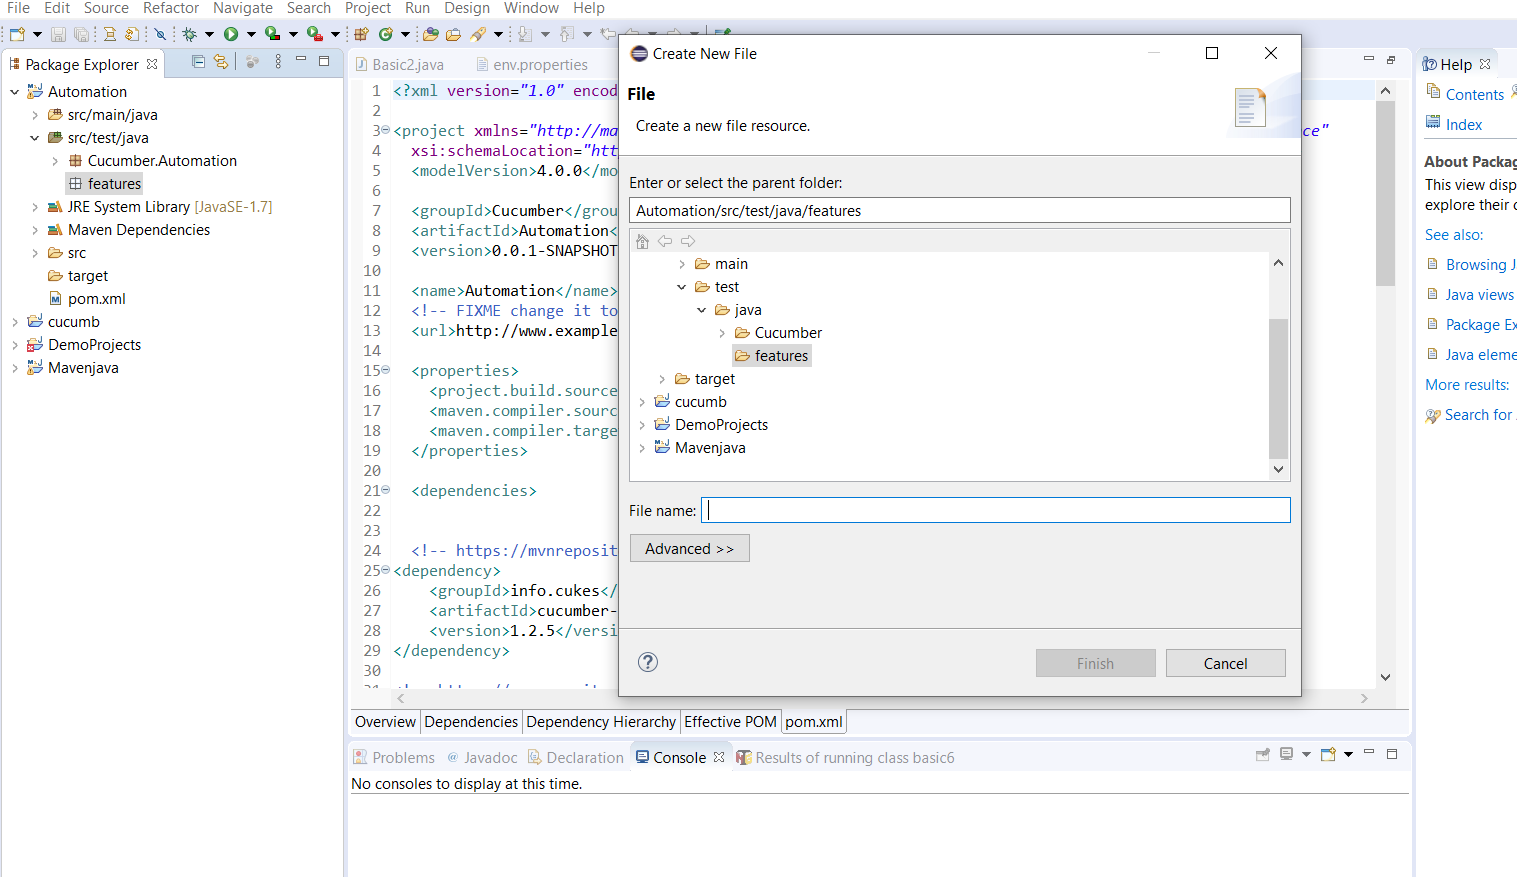 File Edit Source Refactor Navigate Search Project Run Design Window Help
Package Explorer
Automation
src/main/java
src/test/java
Cucumber.Automation
features
JRE System Library [JavaSE-1.7]
Maven Dependencies
src
target
pom.xml
cucumb
DemoProjects
Mavenjava
Basic2.java
env.properties
1 <?xml version="1.0" encod
2
3 <project xmlns="http://ma
ce"
4 xsi:schemaLocation="htt
5 <modelVersion>4.0.0</mo
6
7 <groupId>Cucumber</grou
8 <artifactId>Automation<
9 <version>0.0.1-SNAPSHOT
10
11 <name>Automation</name>
12 <!-- FIXME change it to
13 <url>http://www.example
14
15 <properties>
16 <project.build.source
17 <maven.compiler.sourc
18 <maven.compiler.targe
19 </properties>
20
21 <dependencies>
22
23
24 <!-- https://mvnreposit
25 <dependency>
26 <groupId>info.cukes</
27 <artifactId>cucumber-
28 <version>1.2.5</versi
29 </dependency>
30
Overview Dependencies Dependency Hierarchy Effective POM pom.xml
Problems @ Javadoc Declaration Console Results of running class basic6
No consoles to display at this time.
Create New File
File
Create a new file resource.
Enter or select the parent folder:
Automation/src/test/java/features
main
test
java
Cucumber
features
target
cucumb
DemoProjects
Mavenjava
File name:
Advanced >>
Finish
Cancel
Help
Contents
Index
About Packag
This view disp
explore their c
See also:
Browsing J
Java views
Package Ex
Java eleme
More results:
Search for